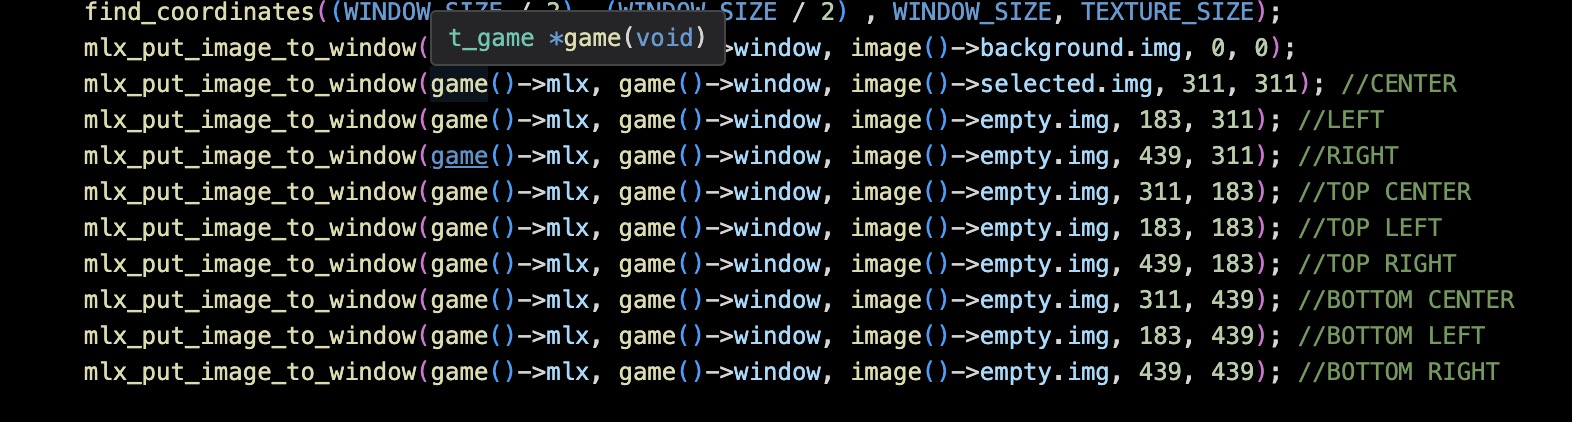 find_coordinates((WINDOW_SIZE / 2), (WINDOW_SIZE / 2) , WINDOW_SIZE, TEXTURE_SIZE);
t_game *game(void)
mlx_put_image_to_window( >window, image()->background.img, 0, 0);
mlx_put_image_to_window(game()->mlx, game()->window, image()->selected.img, 311, 311); //CENTER
mlx_put_image_to_window(game()->mlx, game()->window, image()->empty.img, 183, 311); //LEFT
mlx_put_image_to_window(game()->mlx, game()->window, image()->empty.img, 439, 311); //RIGHT
mlx_put_image_to_window(game()->mlx, game()->window, image()->empty.img, 311, 183); //TOP CENTER
mlx_put_image_to_window(game()->mlx, game()->window, image()->empty.img, 183, 183); //TOP LEFT
mlx_put_image_to_window(game()->mlx, game()->window, image()->empty.img, 439, 183); //TOP RIGHT
mlx_put_image_to_window(game()->mlx, game()->window, image()->empty.img, 311, 439); //BOTTOM CENTER
mlx_put_image_to_window(game()->mlx, game()->window, image()->empty.img, 183, 439); //BOTTOM LEFT
mlx_put_image_to_window(game()->mlx, game()->window, image()->empty.img, 439, 439); //BOTTOM RIGHT